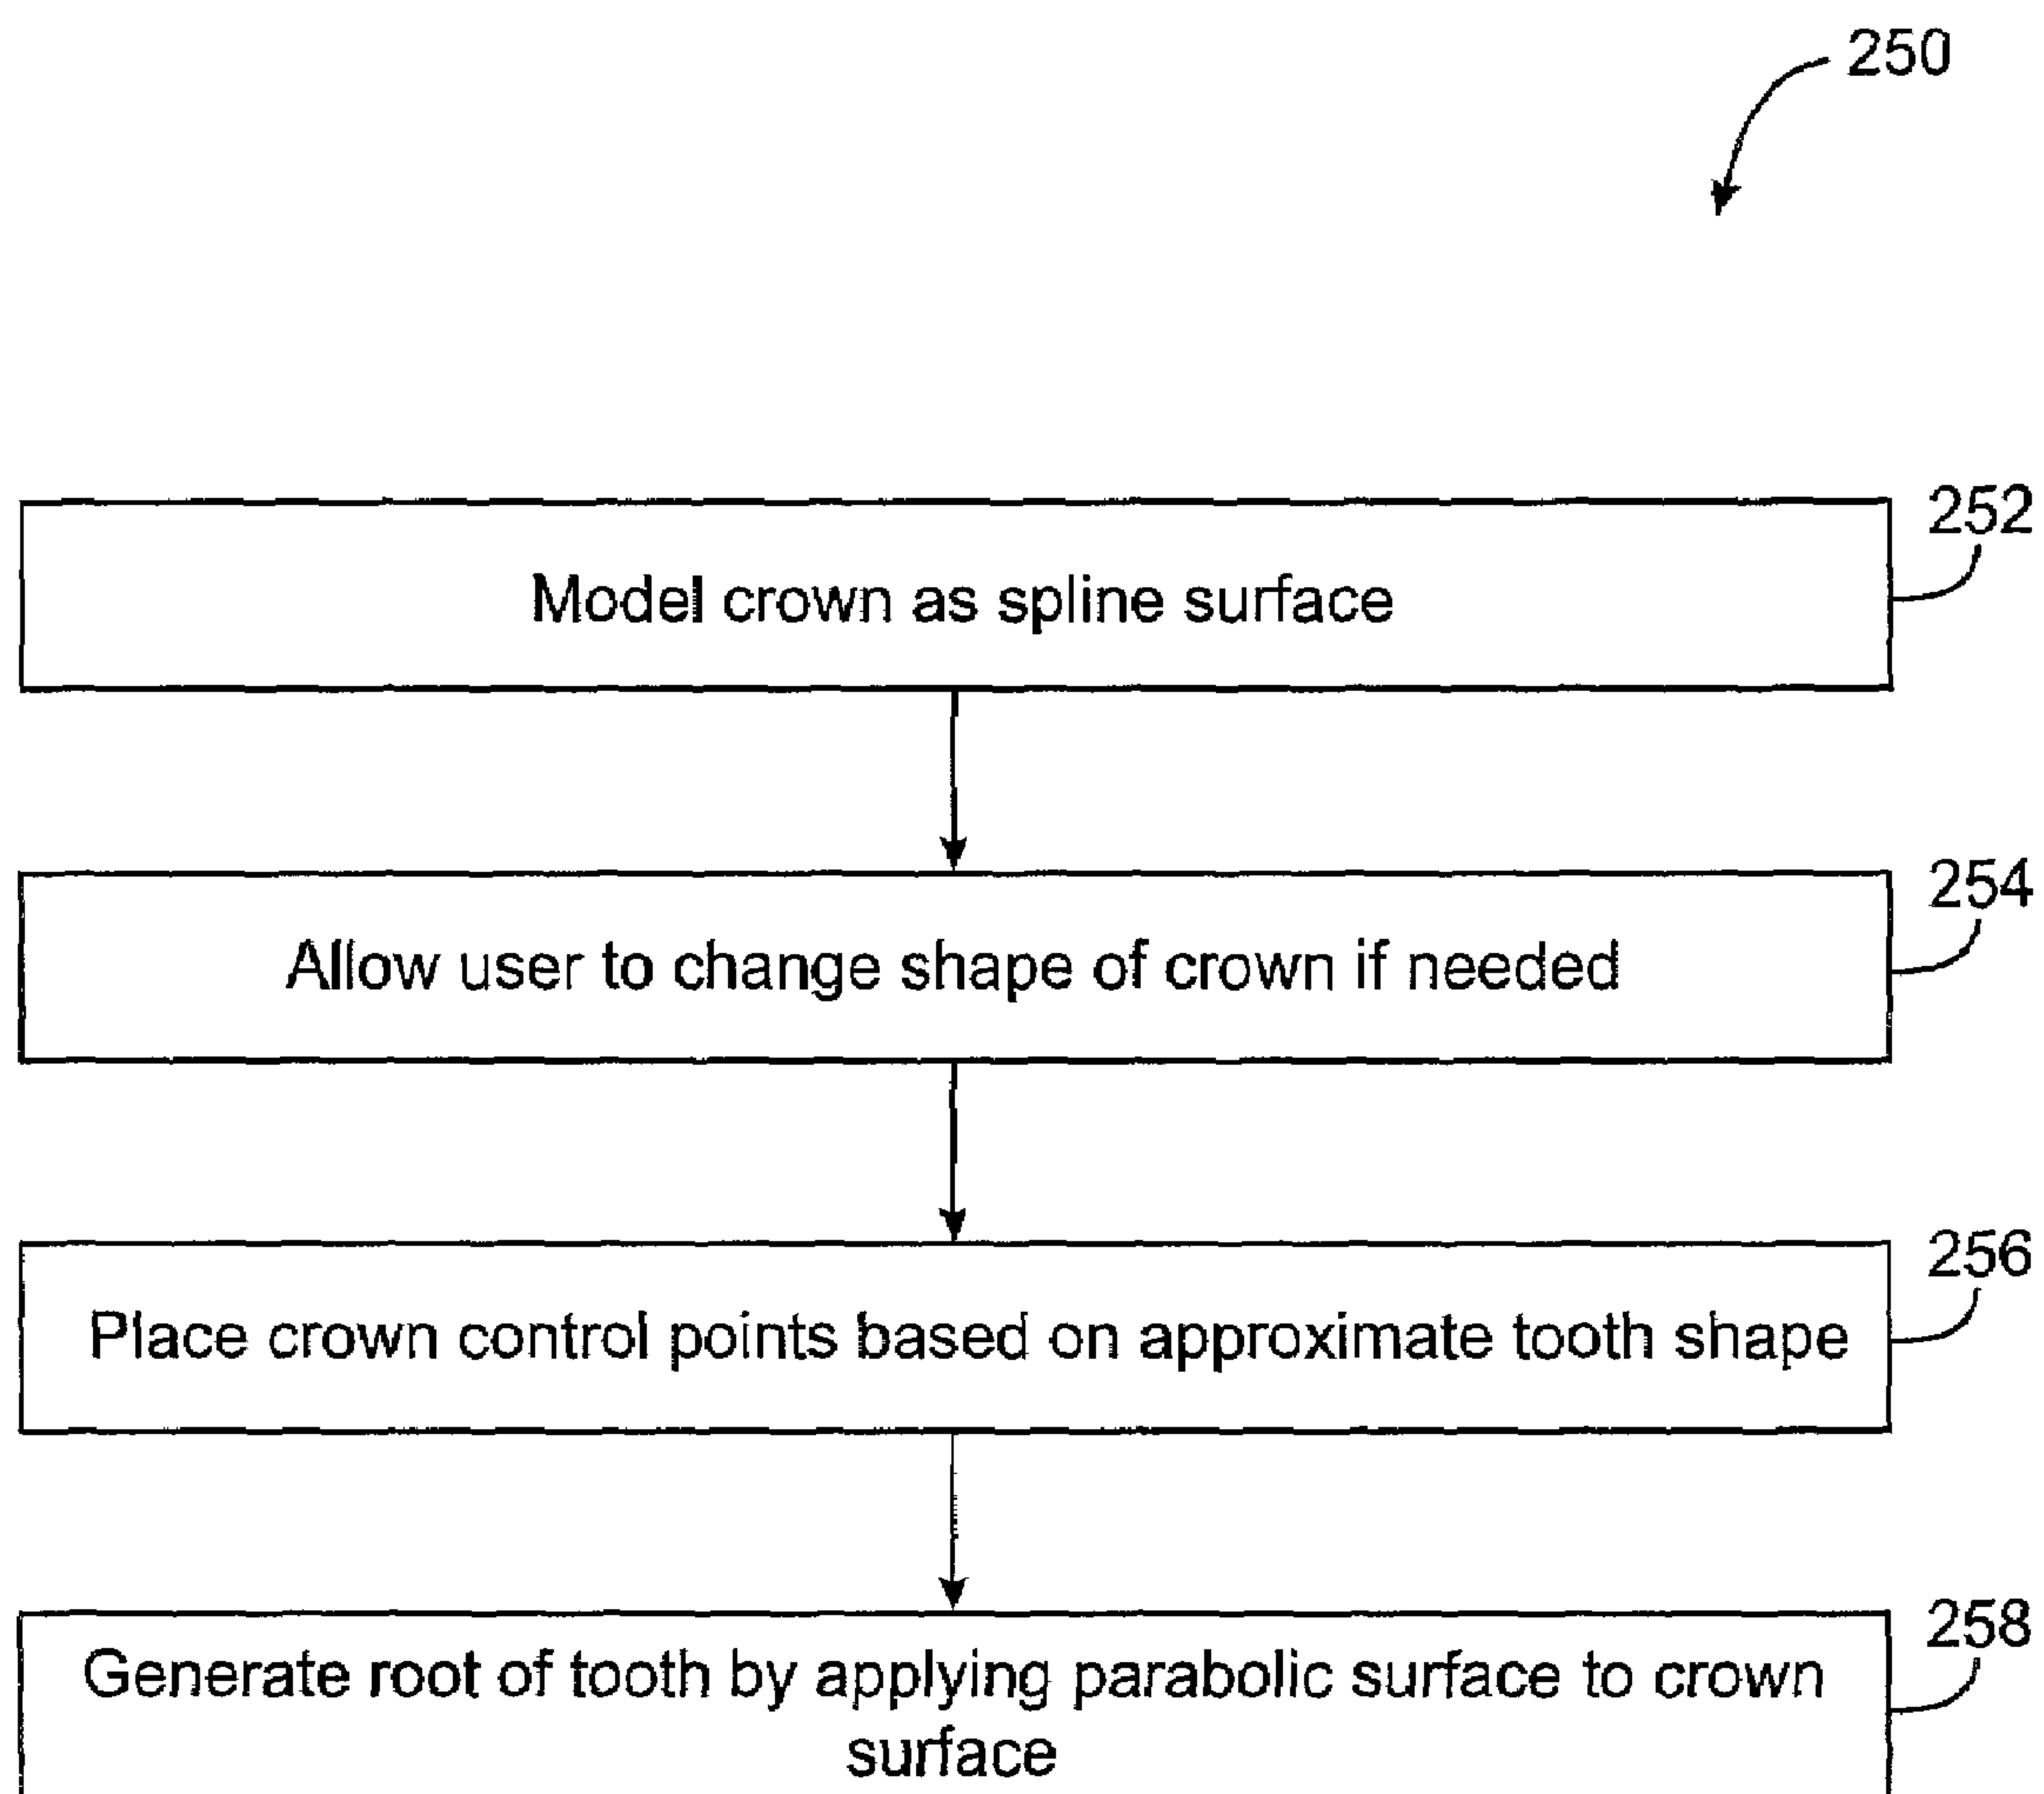 250
252
Model crown as spline surface
254
Allow user to change shape of crown if needed
256
Place crown control points based on approximate tooth shape
258
Generate root of tooth by applying parabolic surface to crown
surface